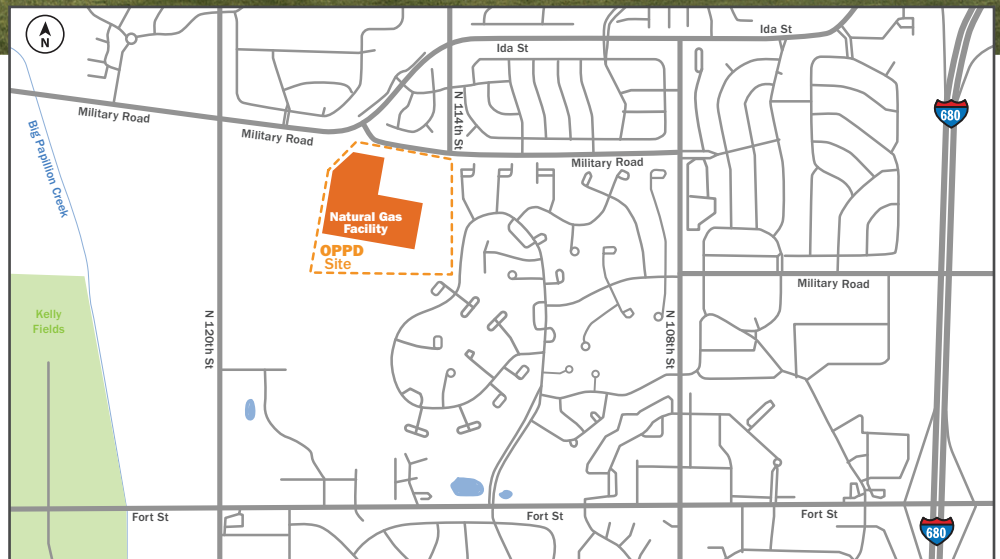 N
Ida St
Ida St
Military Road
Military Road
N 114th St
680
Big Papillion Creek
Military Road
Natural Gas
Facility
OPPD
Site
Military Road
Kelly
Fields
N 120th St
N 108th St
Fort St
Fort St
Fort St
680